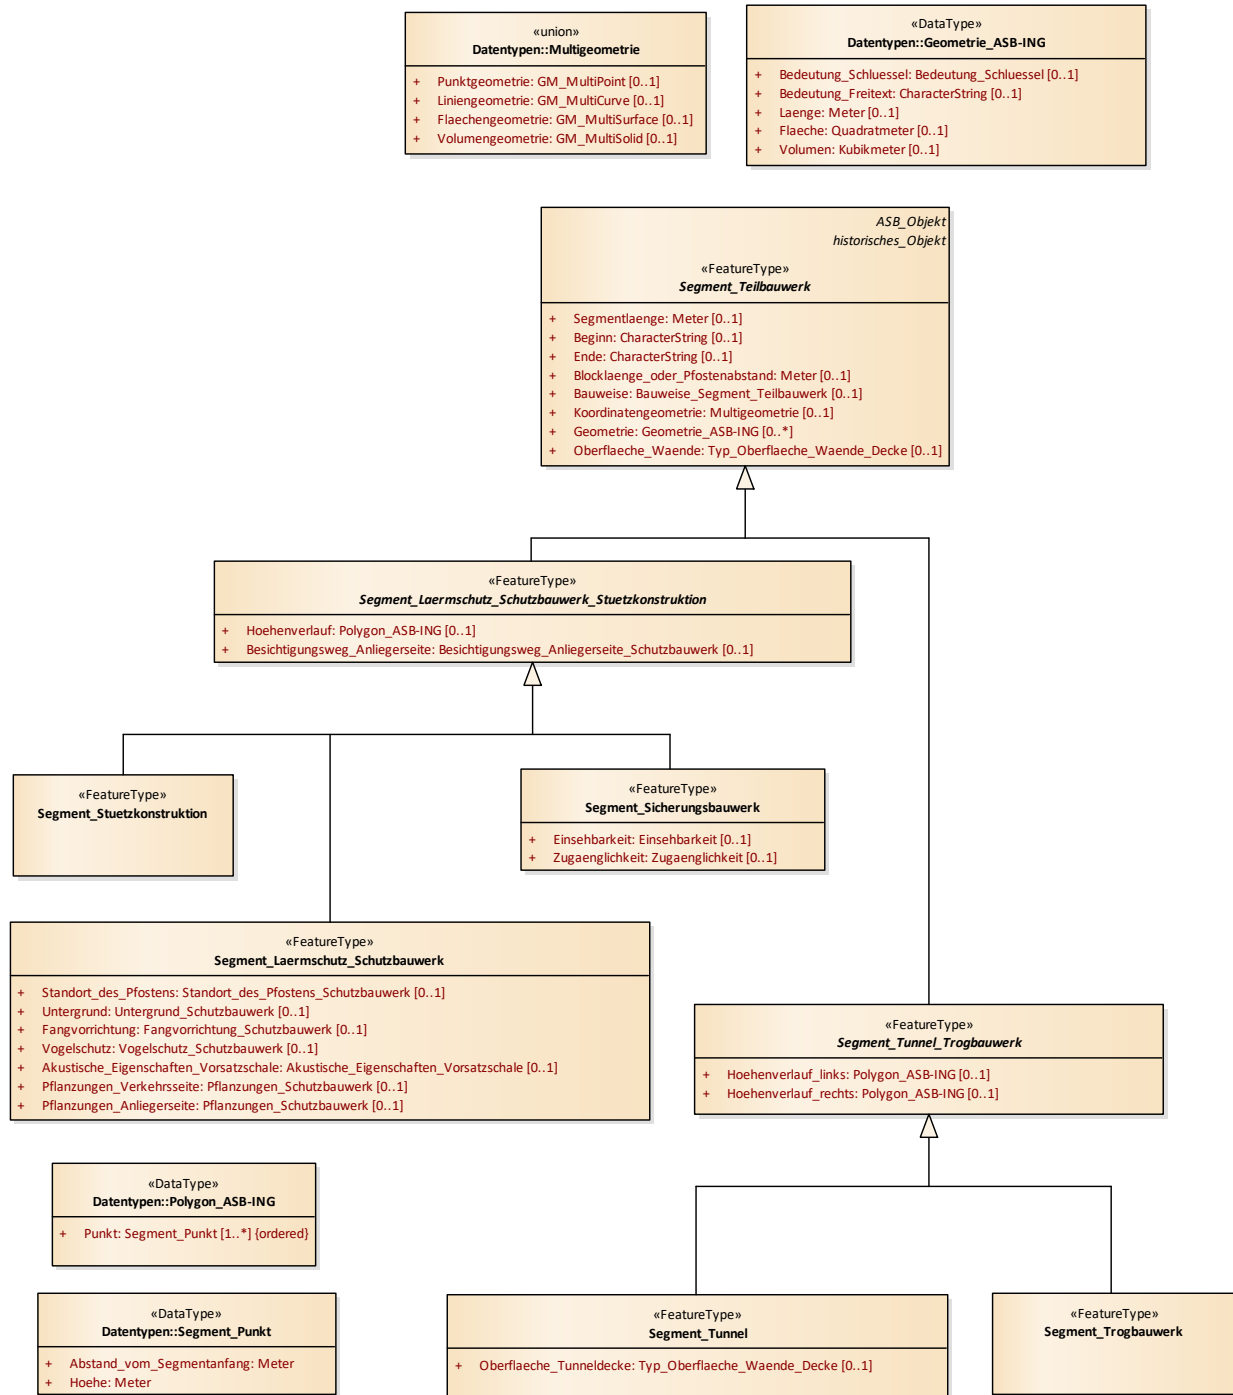 «union»
Datentypen::Multigeometrie
+ Punktgeometrie: GM_MultiPoint [0..1]
+ Liniengeometrie: GM_MultiCurve [0..1]
+ Flaechengeometrie: GM_MultiSurface [0..1]
+ Volumengeometrie: GM_MultiSolid [0..1]
«DataType»
Datentypen::Geometrie_ASB-ING
+ Bedeutung_Schluessel: Bedeutung_Schluessel [0..1]
+ Bedeutung_Freitext: CharacterString [0..1]
+ Laenge: Meter [0..1]
+ Flaeche: Quadratmeter [0..1]
+ Volumen: Kubikmeter [0..1]
ASB_Objekt
historisches_Objekt
«FeatureType»
Segment_Teilbauwerk
+ Segmentlaenge: Meter [0..1]
+ Beginn: CharacterString [0..1]
+ Ende: CharacterString [0..1]
+ Blocklaenge_oder_Pfostenabstand: Meter [0..1]
+ Bauweise: Bauweise_Segment_Teilbauwerk [0..1]
+ Koordinatengeometrie: Multigeometrie [0..1]
+ Geometrie: Geometrie_ASB-ING [0..*]
+ Oberflaeche_Waende: Typ_Oberflaeche_Waende_Decke [0..1]
«FeatureType»
Segment_Laermschutz_Schutzbauwerk_Stuetzkonstruktion
+ Hoehenverlauf: Polygon_ASB-ING [0..1]
+ Besichtigungsweg_Anliegerseite: Besichtigungsweg_Anliegerseite_Schutzbauwerk [0..1]
«FeatureType»
Segment_Stuetzkonstruktion
«FeatureType»
Segment_Sicherungsbauwerk
+ Einsehbarkeit: Einsehbarkeit [0..1]
+ Zugaenglichkeit: Zugaenglichkeit [0..1]
«FeatureType»
Segment_Laermschutz_Schutzbauwerk
+ Standort_des_Pfostens: Standort_des_Pfostens_Schutzbauwerk [0..1]
+ Untergrund: Untergrund_Schutzbauwerk [0..1]
+ Fangvorrichtung: Fangvorrichtung_Schutzbauwerk [0..1]
+ Vogelschutz: Vogelschutz_Schutzbauwerk [0..1]
+ Akustische_Eigenschaften_Vorsatzschale: Akustische_Eigenschaften_Vorsatzschale [0..1]
+ Pflanzungen_Verkehrsseite: Pflanzungen_Schutzbauwerk [0..1]
+ Pflanzungen_Anliegerseite: Pflanzungen_Schutzbauwerk [0..1]
«FeatureType»
Segment_Tunnel_Trogbauwerk
+ Hoehenverlauf_links: Polygon_ASB-ING [0..1]
+ Hoehenverlauf_rechts: Polygon_ASB-ING [0..1]
«DataType»
Datentypen::Polygon_ASB-ING
+ Punkt: Segment_Punkt [1..*] {ordered}
«DataType»
Datentypen::Segment_Punkt
+ Abstand_vom_Segmentanfang: Meter
+ Hoehe: Meter
«FeatureType»
Segment_Tunnel
+ Oberflaeche_Tunneldecke: Typ_Oberflaeche_Waende_Decke [0..1]
«FeatureType»
Segment_Trogbauwerk